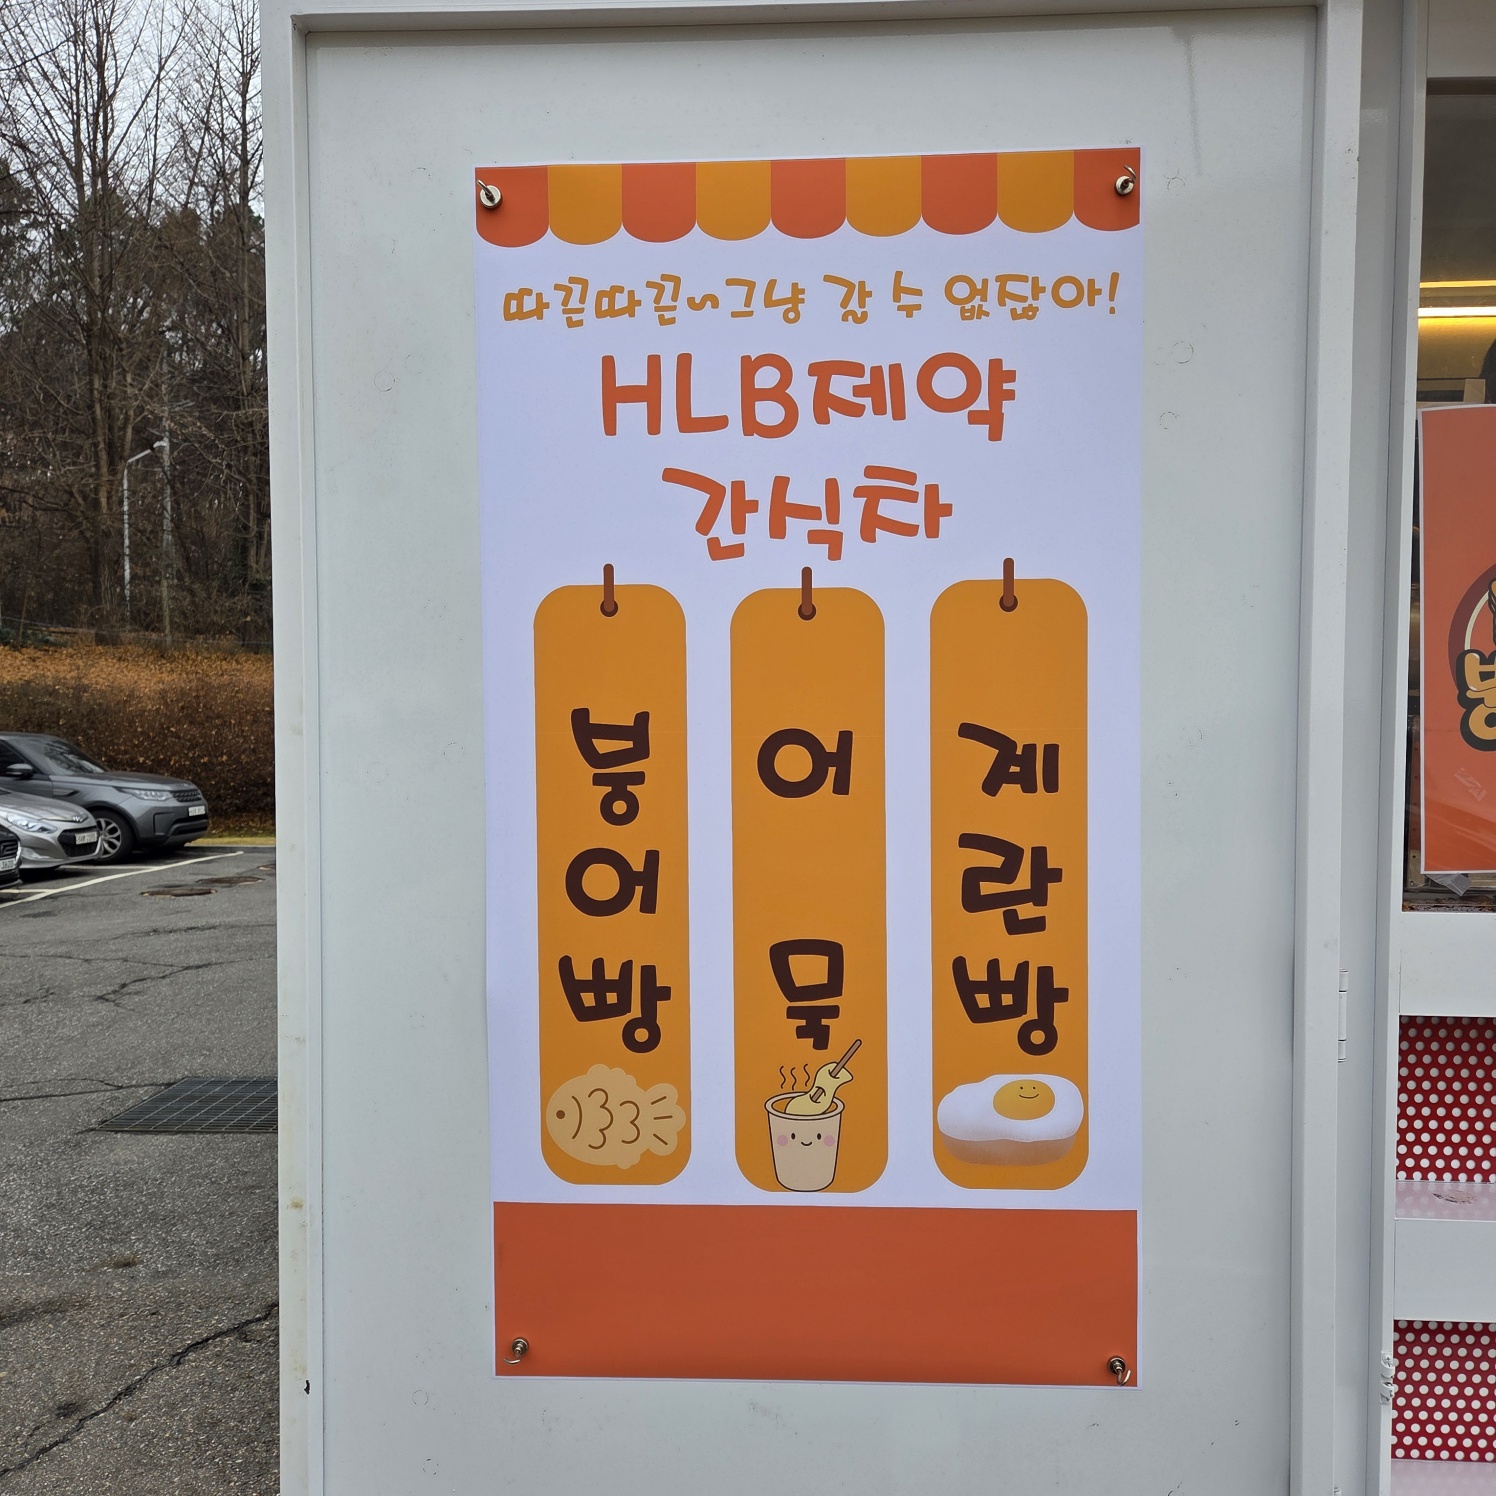 따끈따끈~그냥 갈 수 없잖아!
HLB제약
간식차
붕어빵
어묵
계란빵